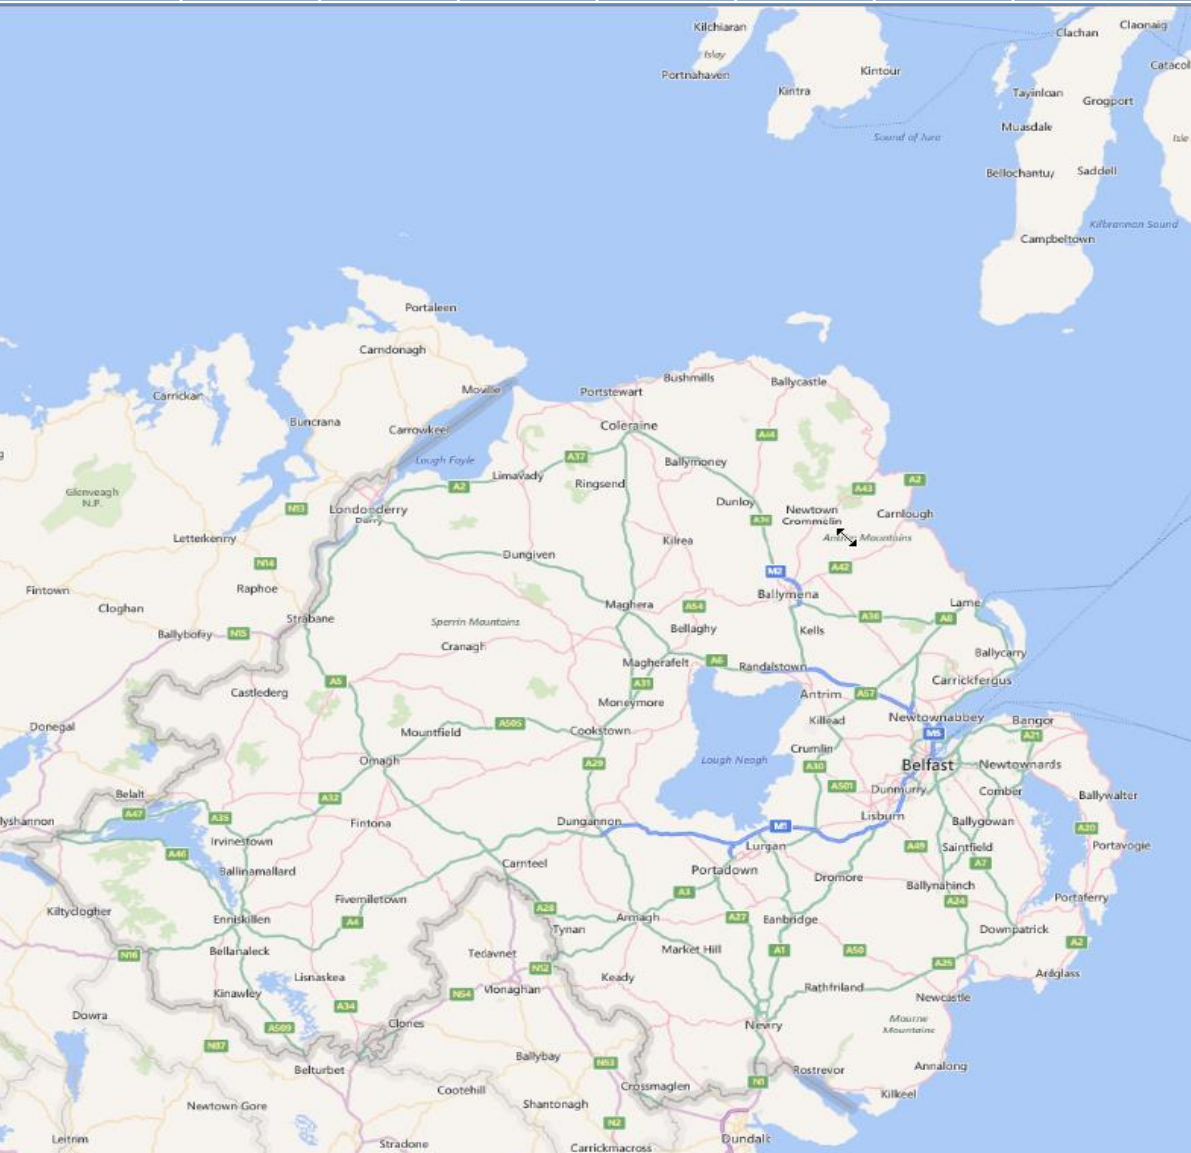 Kilchiaran
Claonaig
Clachan
Islay
Portnahaven
Kintour
Catacol
Kintra
Tayinloan
Grogport
Muasdale
Sound of Jura
Isle
Bellochantuy
Saddell
Kilbrannan Sound
Campbeltown
Portaleen
Carndonagh
Moville
Bushmills
Ballycastle
Portstewart
Carrickar
Buncrana
Carrowkeel
Coleraine
A44
A37
Lough Foyle
Ballymoney
Limavady
A2
Ringsend
A43
A2
Glenveagh
N.P.
N13
Londonderry
Derry
Dunloy
Newtown
Crommelin
Carnlough
A26
Letterkenny
Kilrea
Antrim Mountains
Dungiven
N14
M2
A42
Raphoe
Fintown
Cloghan
Ballymena
Larne
Maghera
A54
Strabane
Sperrin Mountains
A36
A8
Ballybofey
N15
Bellaghy
Kells
Cranagh
Ballycarry
Magherafelt
A6
Randalstown
A5
A31
Carrickfergus
Castlederg
Antrim
A57
Moneymore
Donegal
A505
Killead
Newtownabbey
Bangor
Mountfield
Cookstown
M5
A21
Crumlin
Omagh
A29
Lough Neagh
A30
Belfast
Newtownards
A501
Dunmurry
Comber
Belalt
A32
Ballywalter
A47
A35
lyshannon
Fintona
Dungannon
M1
Lisburn
Ballygowan
A20
Irvinestown
Lurgan
A49
Saintfield
Portavogie
A46
Carnteel
A7
Ballinamallard
Portadown
Dromore
Ballynahinch
A3
Fivemiletown
Portaferry
A24
Kiltyclogher
Enniskillen
A4
A28
Armagh
A27
Banbridge
Tynan
Downpatrick
A2
Bellanaleck
N16
Tedavnet
Market Hill
A1
A50
A25
N12
Lisnaskea
Keady
Ardglass
Kinawley
N54
Monaghan
Rathfriland
Newcastle
A34
Dowra
A509
Clones
Newry
Mourne
Mountains
N87
Ballybay
N53
Belturbet
Rostrevor
Annalong
Crossmaglen
N1
Cootehill
Kilkeel
Newtown Gore
Shantonagh
N2
Leitrim
Stradone
Carrickmacross
Dundalk